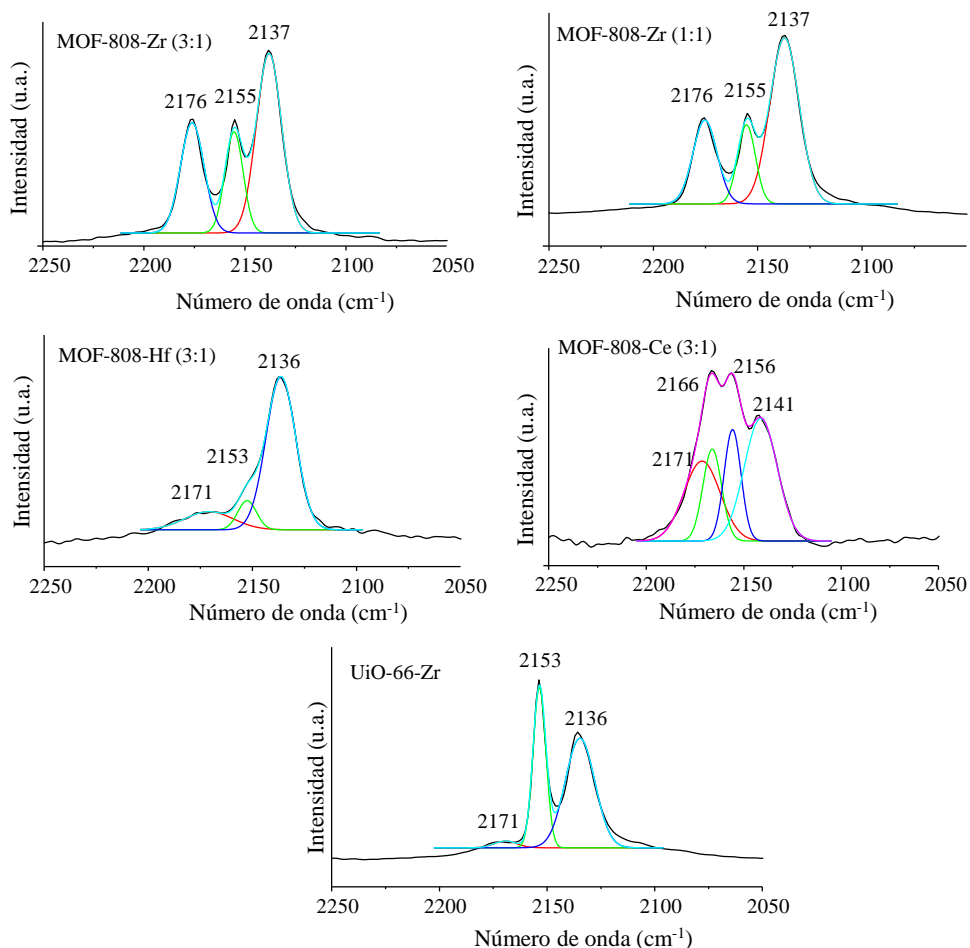 MOF-808-Zr (3:1)
2176
2155
2137
Intensidad (u.a.)
2250 2200 2150 2100 2050
Número de onda (cm-1)
MOF-808-Zr (1:1)
2176
2155
2137
Intensidad (u.a.)
2250 2200 2150 2100
Número de onda (cm-1)
MOF-808-Hf (3:1)
2171
2153
2136
Intensidad (u.a.)
2250 2200 2150 2100 2050
Número de onda (cm-1)
MOF-808-Ce (3:1)
2171
2166
2156
2141
Intensidad (u.a.)
2250 2200 2150 2100 2050
Número de onda (cm-1)
UiO-66-Zr
2171
2153
2136
Intensidad (u.a.)
2250 2200 2150 2100 2050
Número de onda (cm-1)